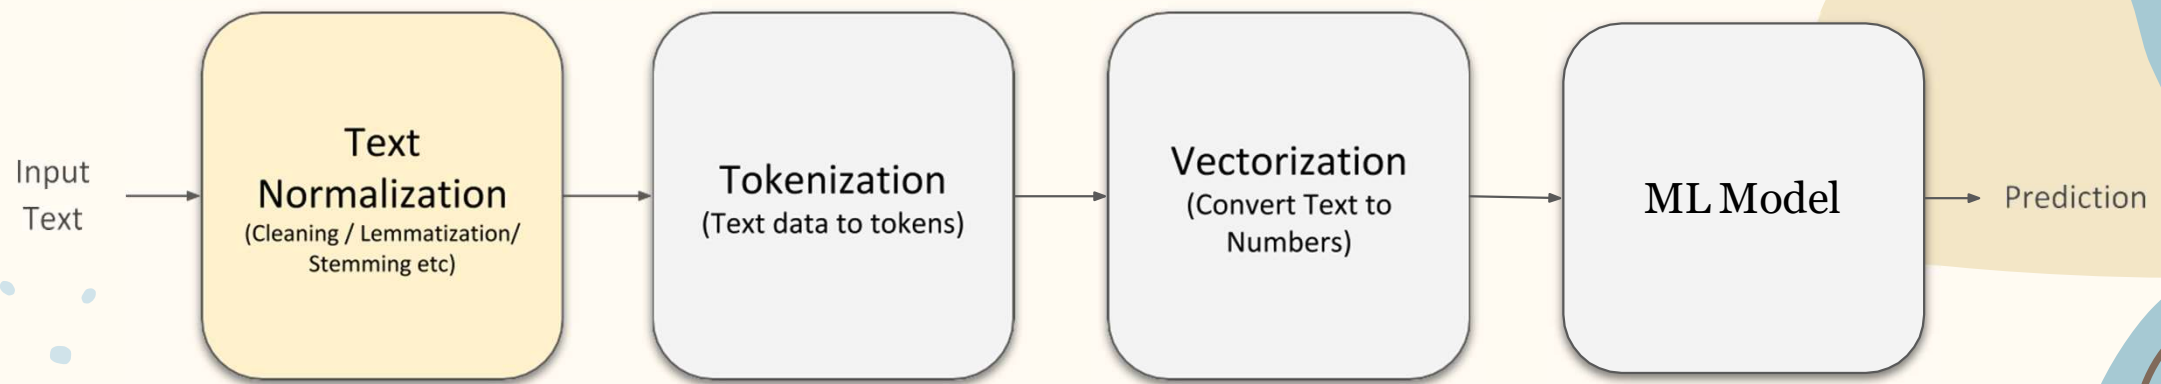 Input
Text
Text
Normalization
(Cleaning / Lemmatization/
Stemming etc)
Tokenization
(Text data to tokens)
Vectorization
(Convert Text to
Numbers)
ML Model
Prediction